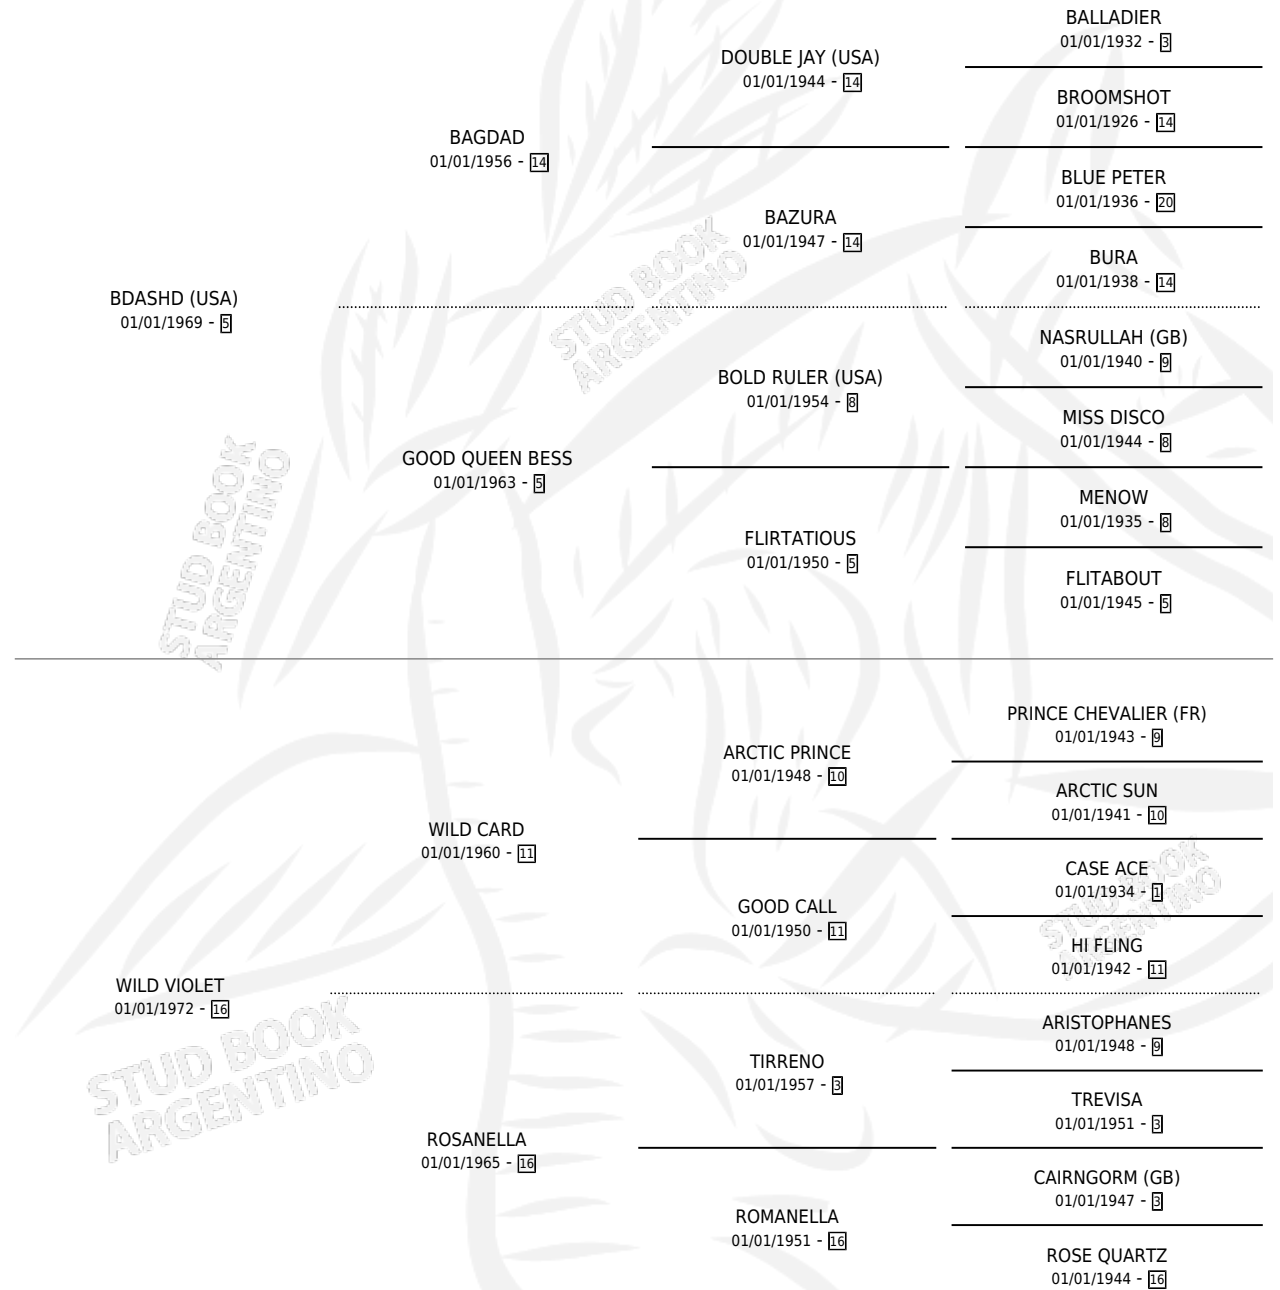 BALLADIER
01/01/1932 - 3
DOUBLE JAY (USA)
01/01/1944 - 14
BROOMSHOT
01/01/1926 - 14
BAGDAD
01/01/1956 - 14
BLUE PETER
01/01/1936 - 20
BAZURA
01/01/1947 - 14
BURA
01/01/1938 - 14
BDASHD (USA)
01/01/1969 - 5
NASRULLAH (GB)
01/01/1940 - 9
BOLD RULER (USA)
01/01/1954 - 8
MISS DISCO
01/01/1944 - 8
GOOD QUEEN BESS
01/01/1963 - 5
MENOW
01/01/1935 - 8
FLIRTATIOUS
01/01/1950 - 5
FLITABOUT
01/01/1945 - 5
PRINCE CHEVALIER (FR)
01/01/1943 - 9
ARCTIC PRINCE
01/01/1948 - 10
ARCTIC SUN
01/01/1941 - 10
WILD CARD
01/01/1960 - 11
CASE ACE
01/01/1934 - 1
GOOD CALL
01/01/1950 - 11
HI FLING
01/01/1942 - 11
WILD VIOLET
01/01/1972 - 16
ARISTOPHANES
01/01/1948 - 9
TIRRENO
01/01/1957 - 3
TREVISA
01/01/1951 - 3
ROSANELLA
01/01/1965 - 16
CAIRNGORM (GB)
01/01/1947 - 3
ROMANELLA
01/01/1951 - 16
ROSE QUARTZ
01/01/1944 - 16
STUD BOOK
ARGENTINO
STUD BOOK
ARGENTINO
STUD BOOK
ARGENTINO
STUD BOOK
ARGENTINO